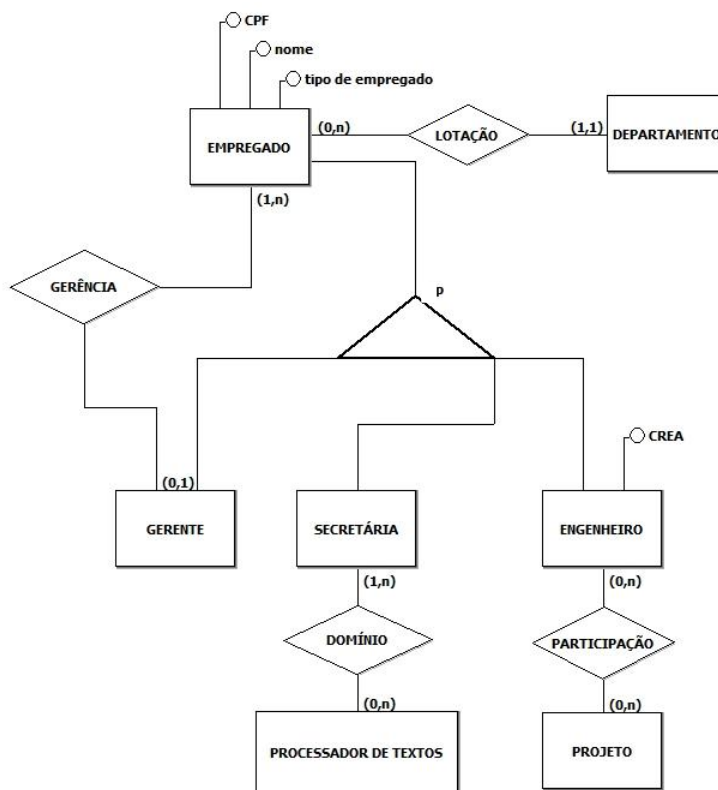 CPF
nome
tipo de empregado
EMPREGADO
(0,n)
LOTAÇÃO
(1,1)
DEPARTAMENTO
(1,n)
GERÊNCIA
p
CREA
(0,1)
GERENTE
SECRETÁRIA
ENGENHEIRO
(1,n)
(0,n)
DOMÍNIO
PARTICIPAÇÃO
(0,n)
(0,n)
PROCESSADOR DE TEXTOS
PROJETO